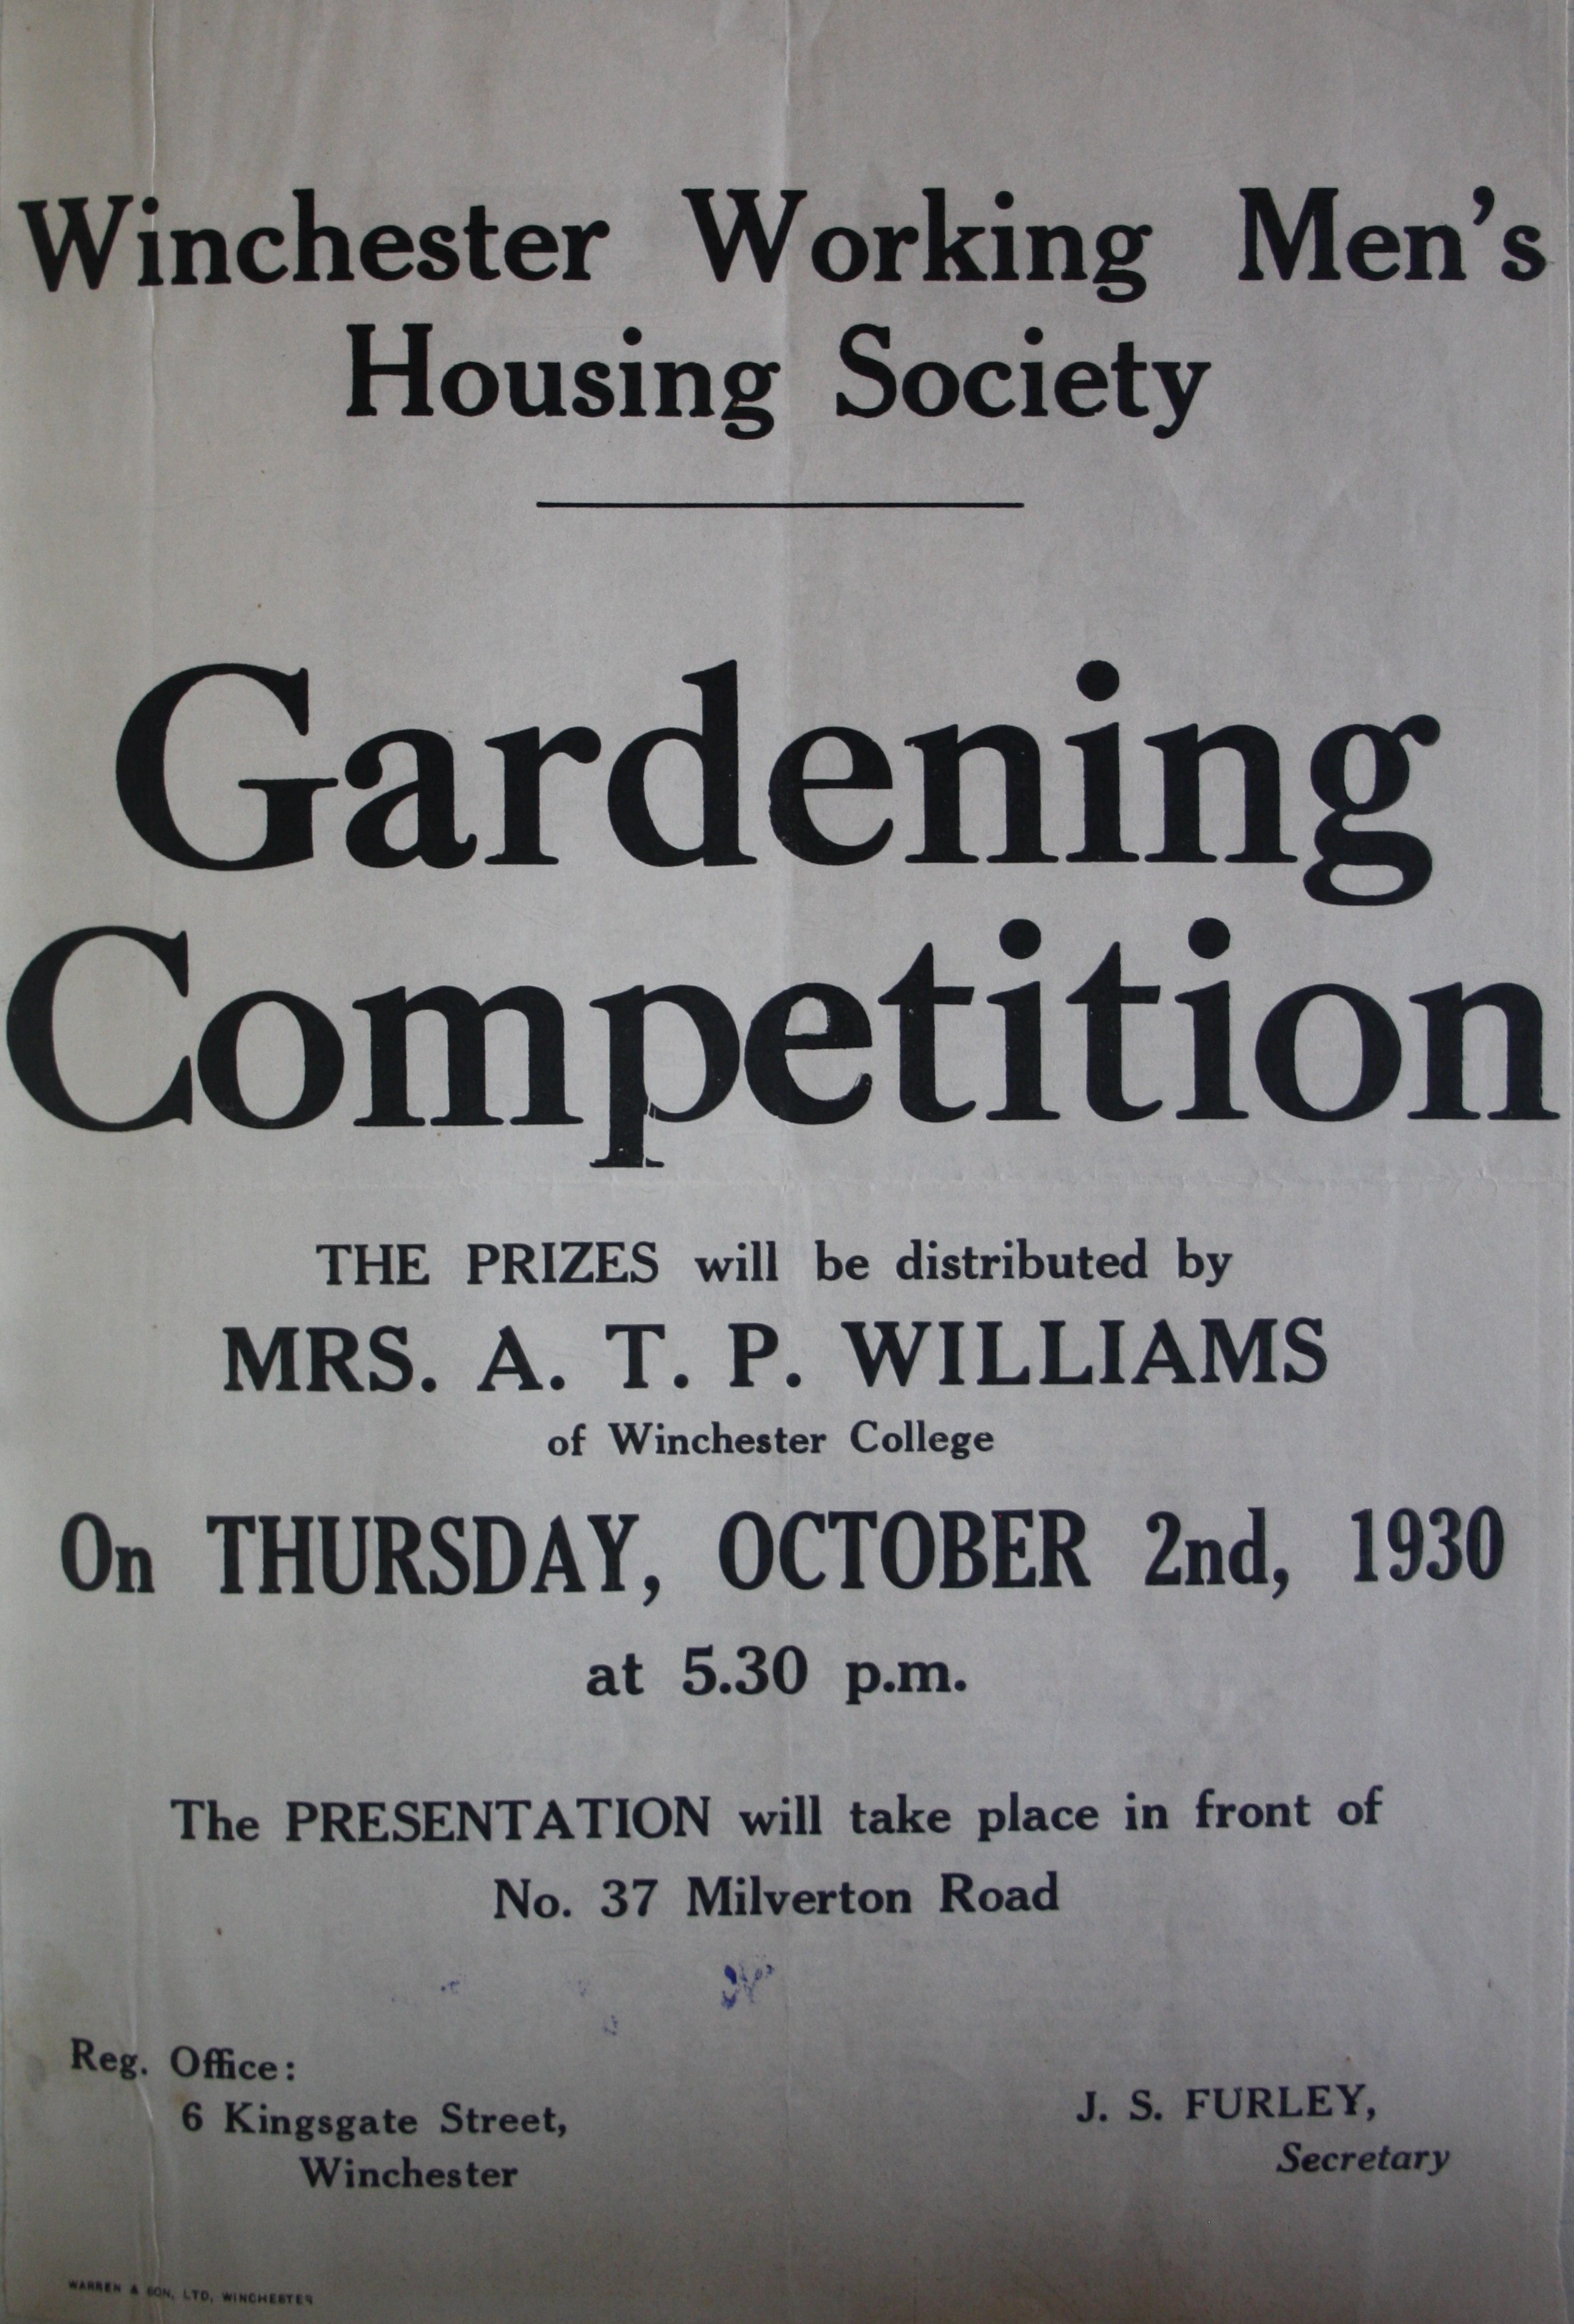 Winchester Working Men's
Housing Society
Gardening
Competition
THE PRIZES will be distributed by
MRS. A. T. P. WILLIAMS
of Winchester College
On THURSDAY, OCTOBER 2nd, 1930
at 5.30 p.m.
The PRESENTATION will take place in front of
No. 37 Milverton Road
Reg. Office:
6 Kingsgate Street,
Winchester
J. S. FURLEY,
Secretary
WARREN & SON, LTD, WINCHESTER